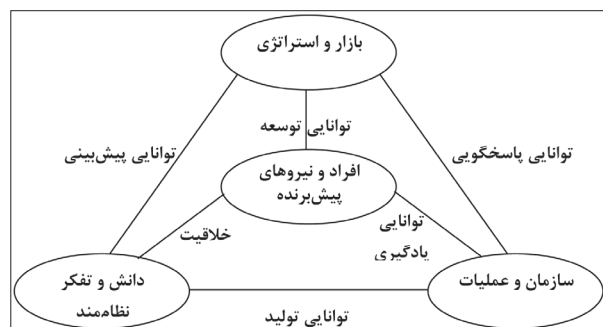 بازار و استراتژی
توانایی پیش‌بینی
توانایی توسعه
توانایی پاسخگویی
افراد و نیروهای
پیش‌برنده
خلاقیت
توانایی
یادگیری
دانش و تفکر
نظام‌مند
سازمان و عملیات
توانایی تولید